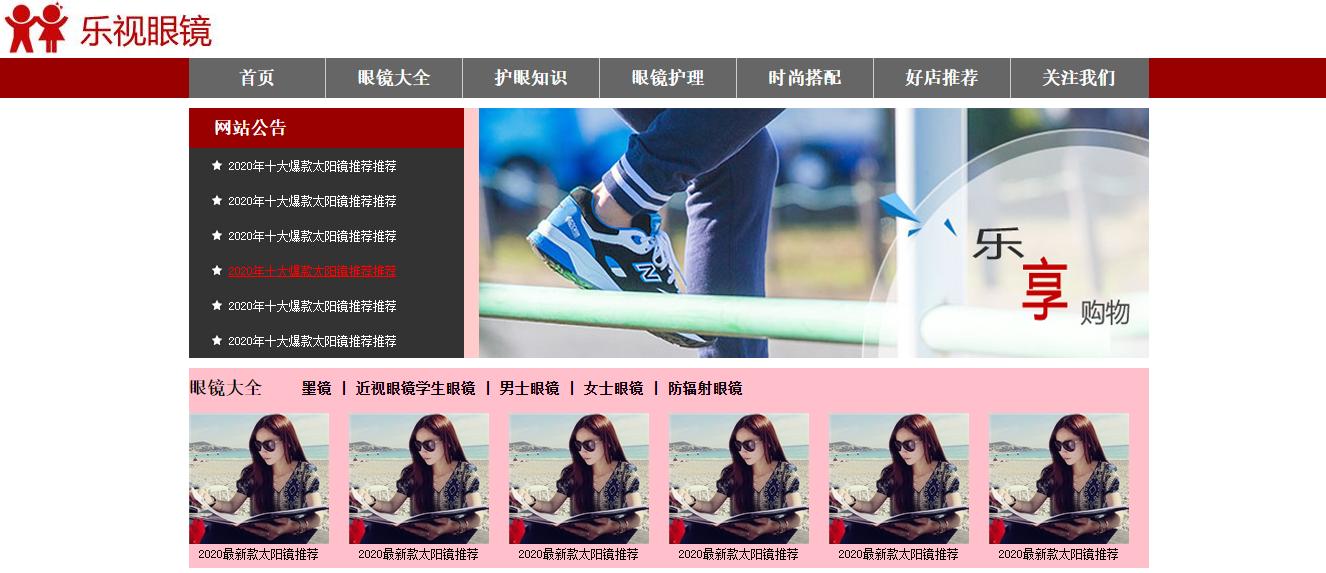 乐视眼镜
首页 眼镜大全 护眼知识 眼镜护理 时尚搭配 好店推荐 关注我们
网站公告
2020年十大爆款太阳镜推荐推荐
2020年十大爆款太阳镜推荐推荐
2020年十大爆款太阳镜推荐推荐
2020年十大爆款太阳镜推荐推荐
2020年十大爆款太阳镜推荐推荐
2020年十大爆款太阳镜推荐推荐
N
乐
享
购物
眼镜大全 墨镜 | 近视眼镜学生眼镜 | 男士眼镜 | 女士眼镜 | 防辐射眼镜
2020最新款太阳镜推荐 2020最新款太阳镜推荐 2020最新款太阳镜推荐 2020最新款太阳镜推荐 2020最新款太阳镜推荐 2020最新款太阳镜推荐